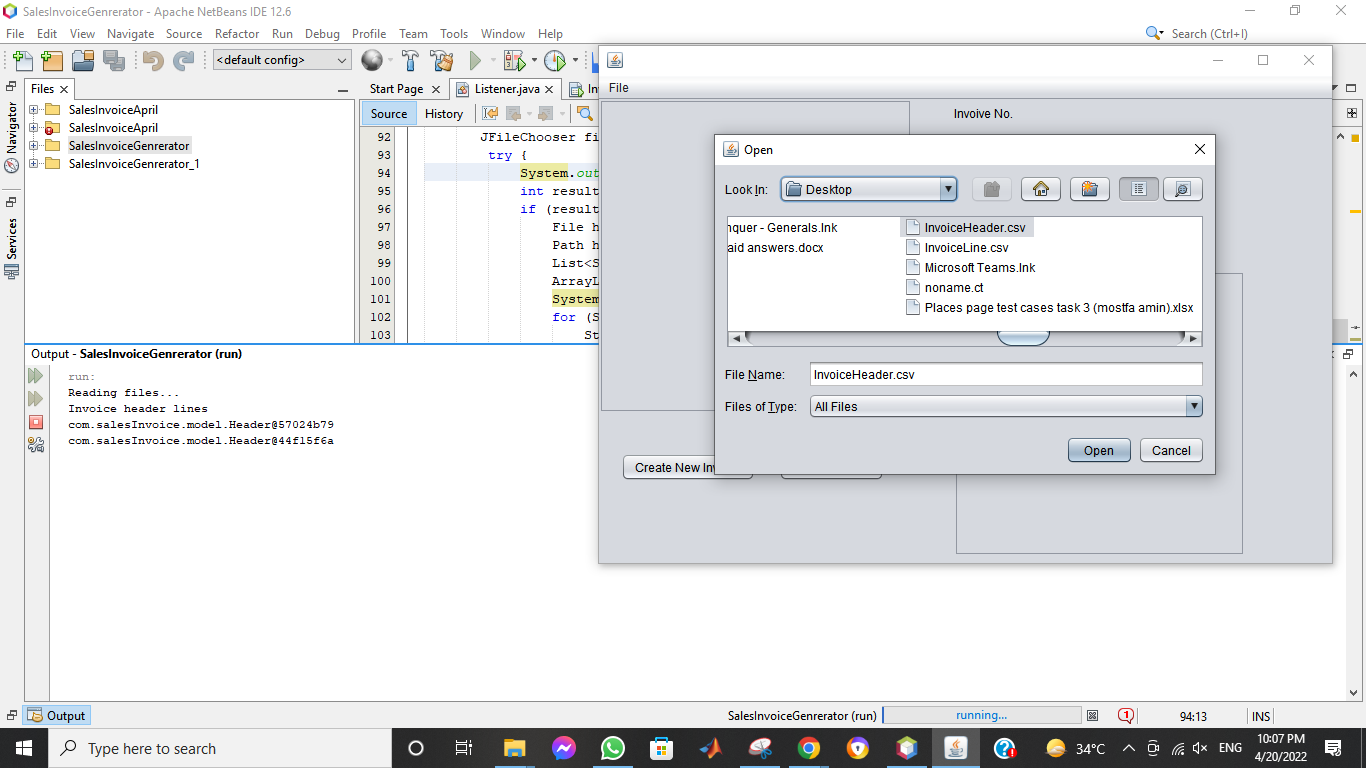 SalesInvoiceGenrerator - Apache NetBeans IDE 12.6
File Edit View Navigate Source Refactor Run Debug Profile Team Tools Window Help
Search (Ctrl+I)
<default config>
Files
Navigator
Services
SalesInvoiceApril
SalesInvoiceApril
SalesInvoiceGenrerator
SalesInvoiceGenrerator_1
Start Page
Listener.java
Source History
92 JFileChooser fi
93 try {
94 System.out
95 int result
96 if (result
97 File h
98 Path h
99 List<S
100 ArrayL
101 System
102 for (S
103 St
File
Invoive No.
Create New Inv
Open
Look In: Desktop
nquer - Generals.lnk
aid answers.docx
InvoiceHeader.csv
InvoiceLine.csv
Microsoft Teams.lnk
noname.ct
Places page test cases task 3 (mostfa amin).xlsx
File Name: InvoiceHeader.csv
Files of Type: All Files
Open Cancel
Output - SalesInvoiceGenrerator (run)
run:
Reading files...
Invoice header lines
com.salesInvoice.model.Header@57024b79
com.salesInvoice.model.Header@44f15f6a
Output
SalesInvoiceGenrerator (run) running... 1 94:13 INS
Type here to search
34°C ENG
10:07 PM
4/20/2022